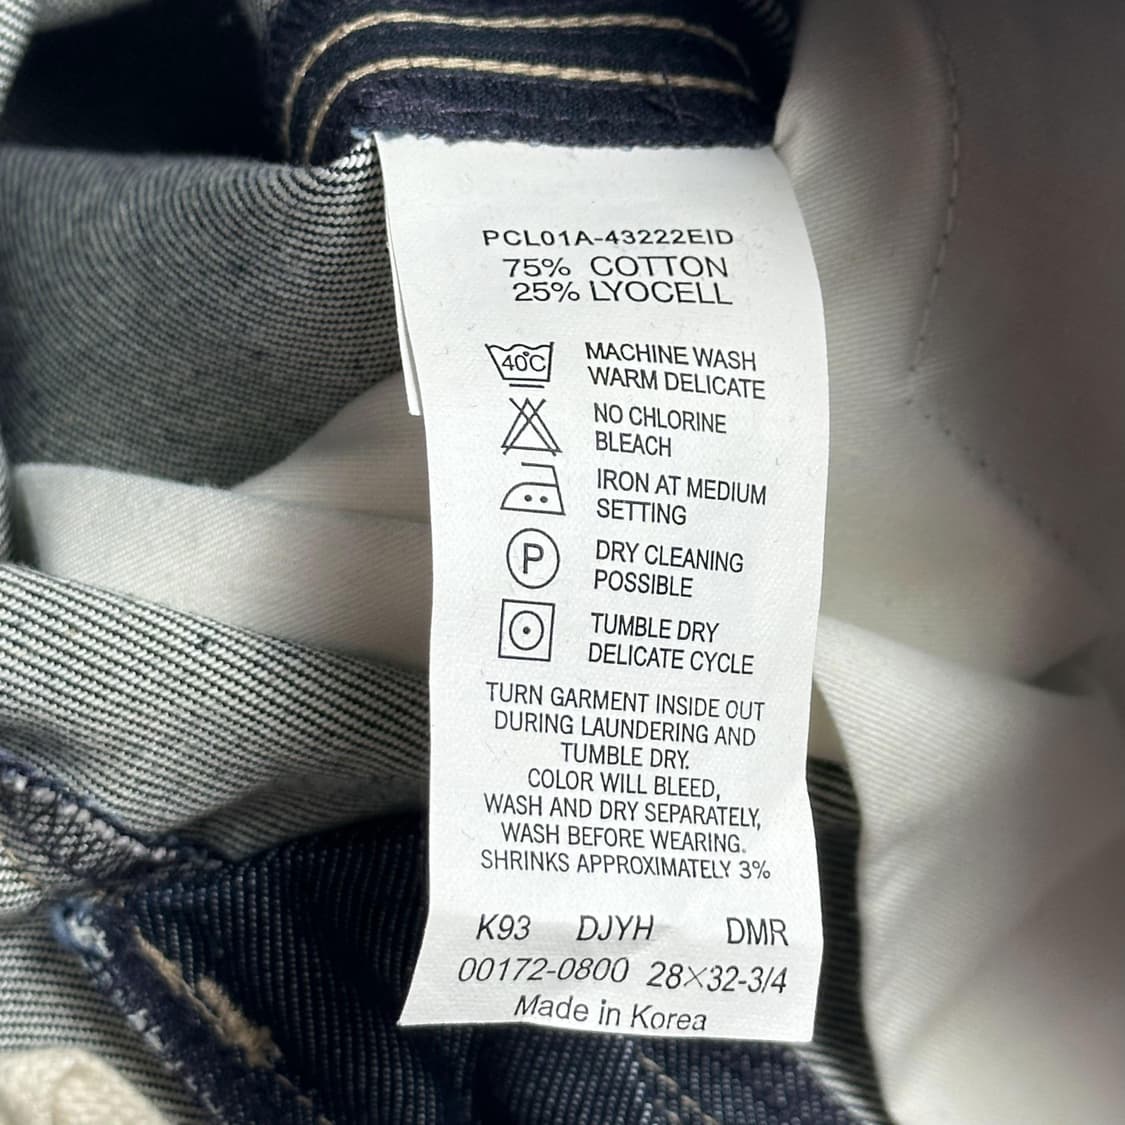 PCL01A-43222EID
75% COTTON
25% LYOCELL
40°C
MACHINE WASH
WARM DELICATE
NO CHLORINE
BLEACH
IRON AT MEDIUM
SETTING
P
DRY CLEANING
POSSIBLE
TUMBLE DRY
DELICATE CYCLE
TURN GARMENT INSIDE OUT
DURING LAUNDERING AND
TUMBLE DRY.
COLOR WILL BLEED,
WASH AND DRY SEPARATELY,
WASH BEFORE WEARING.
SHRINKS APPROXIMATELY 3%
K93 DJYH DMR
00172-0800 28×32-3/4
Made in Korea